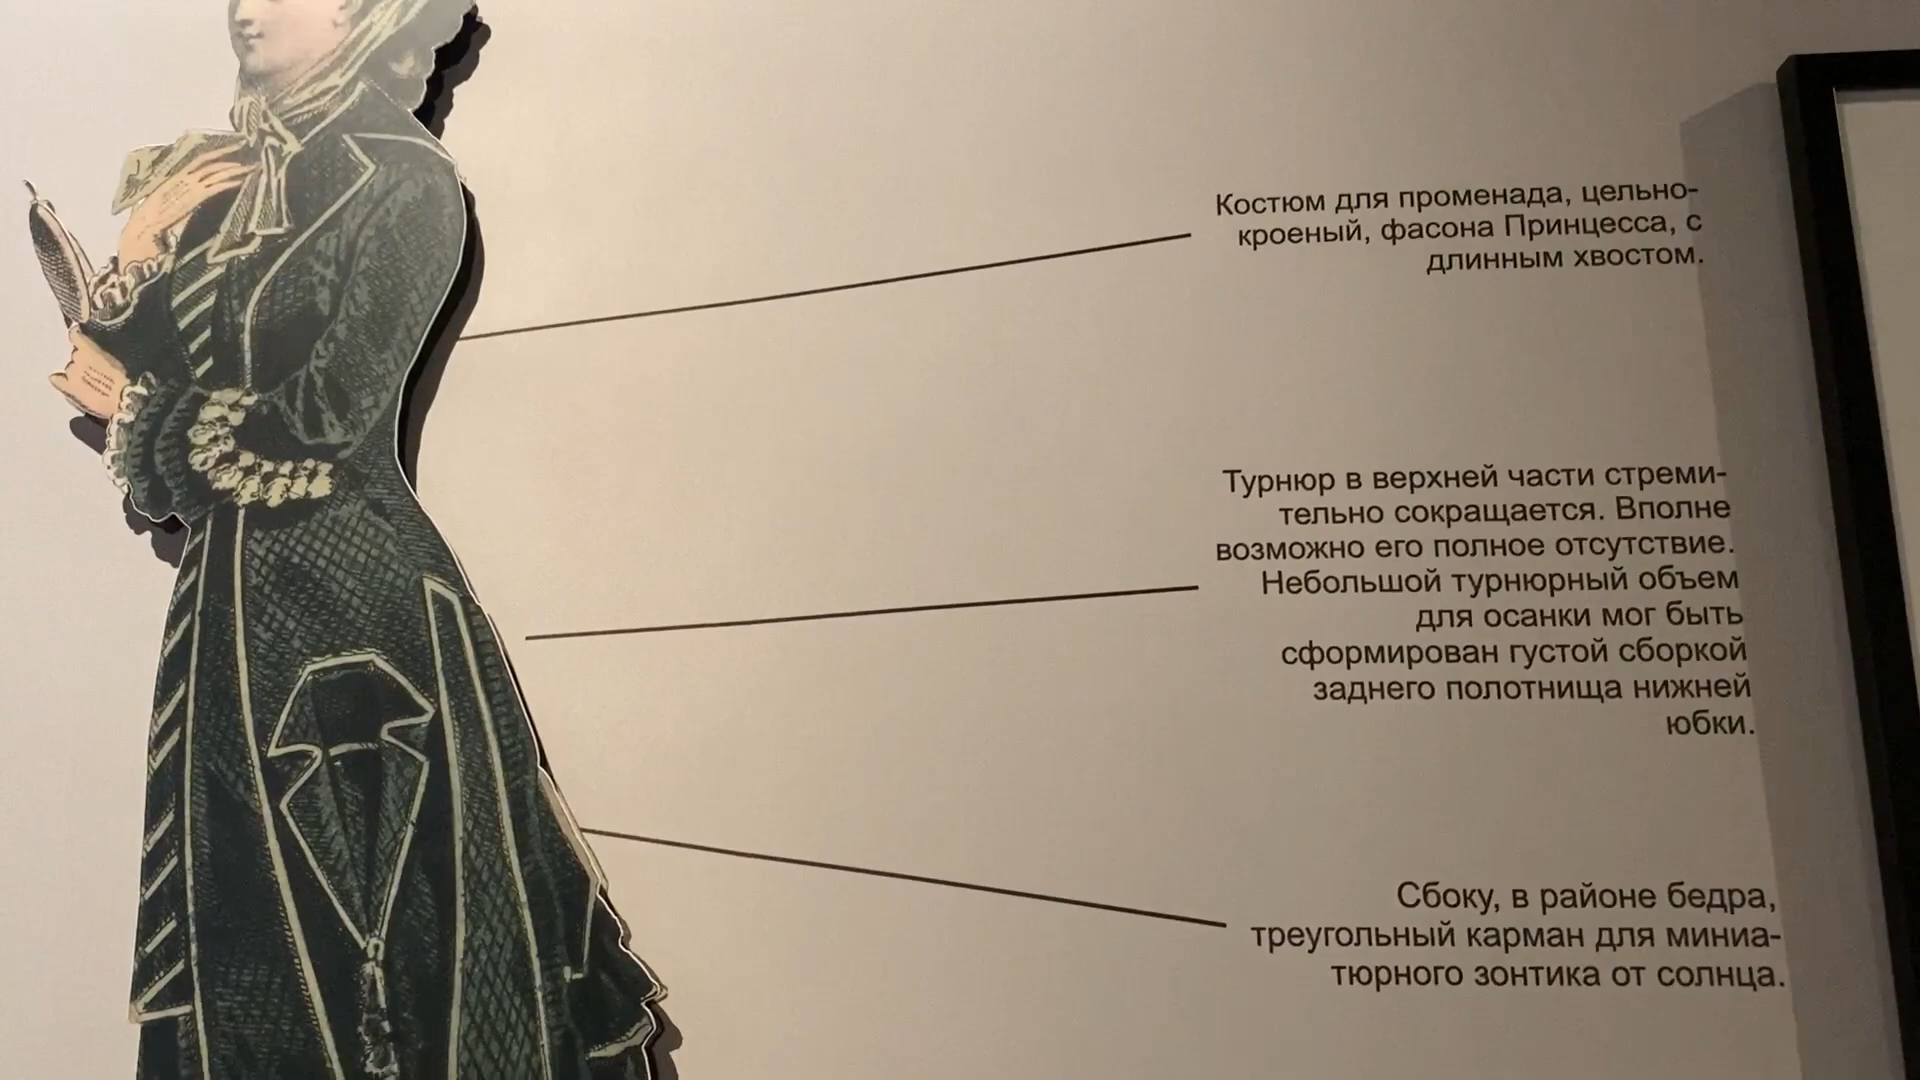 Костюм для променада, цельно-
кроеный, фасона Принцесса, с
длинным хвостом.
Турнюр в верхней части стреми-
тельно сокращается. Вполне
возможно его полное отсутствие.
Небольшой турнюрный объем
для осанки мог быть
сформирован густой сборкой
заднего полотнища нижней
юбки.
Сбоку, в районе бедра,
треугольный карман для миниа-
тюрного зонтика от солнца.